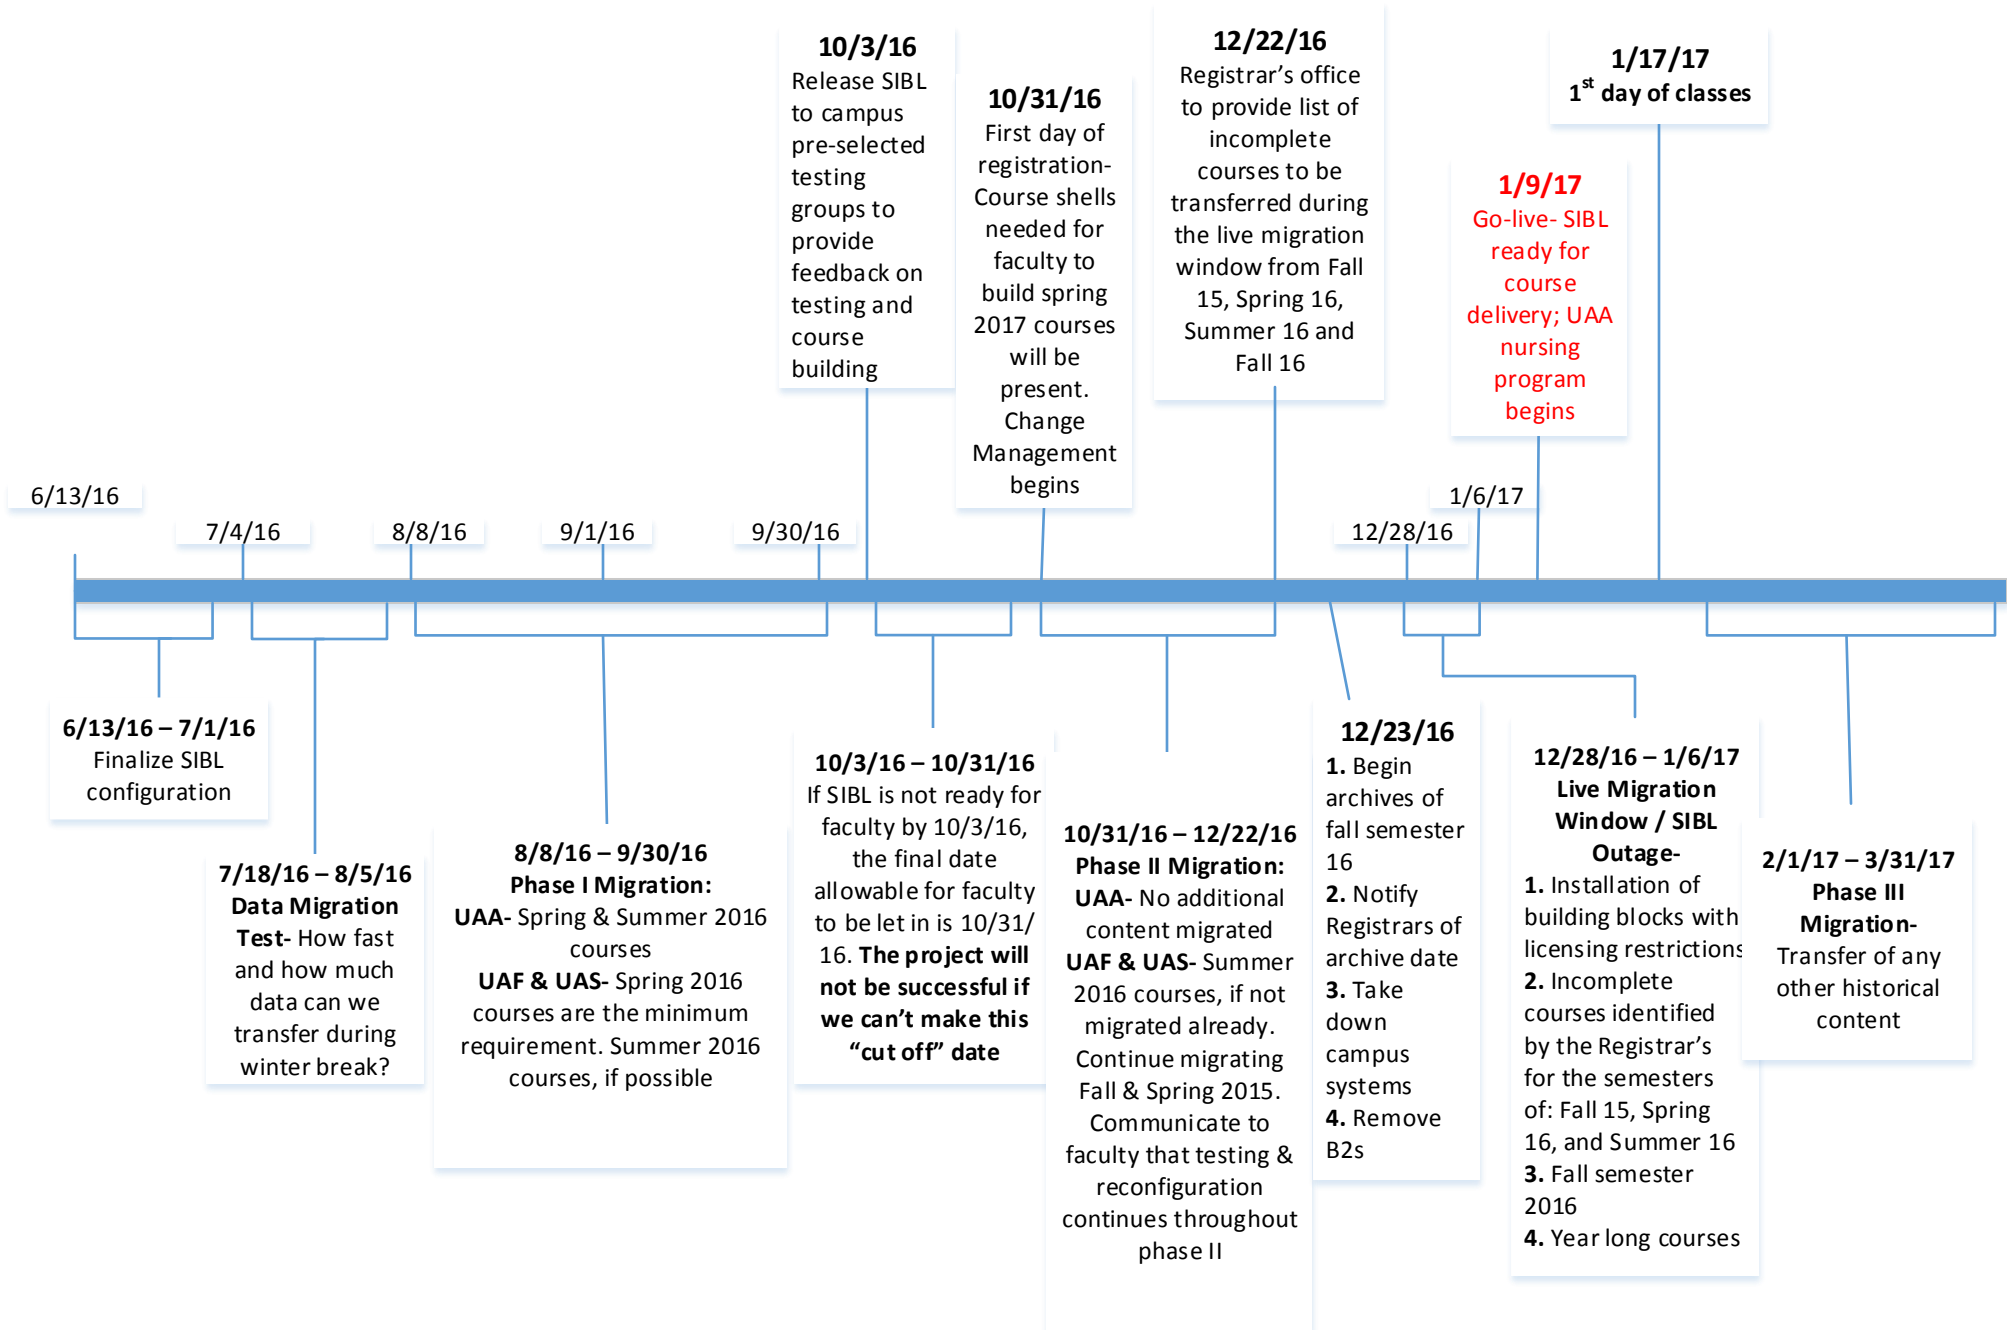 10/3/16
Release SIBL
to campus
pre-selected
testing
groups to
provide
feedback on
testing and
course
building
10/31/16
First day of
registration-
Course shells
needed for
faculty to
build spring
2017 courses
will be
present.
Change
Management
begins
12/22/16
Registrar’s office
to provide list of
incomplete
courses to be
transferred during
the live migration
window from Fall
15, Spring 16,
Summer 16 and
Fall 16
1/9/17
Go-live- SIBL
ready for
course
delivery; UAA
nursing
program
begins
1/17/17
1st day of classes
6/13/16
7/4/16
8/8/16
9/1/16
9/30/16
12/28/16
1/6/17
6/13/16 – 7/1/16
Finalize SIBL
configuration
7/18/16 – 8/5/16
Data Migration
Test- How fast
and how much
data can we
transfer during
winter break?
8/8/16 – 9/30/16
Phase I Migration:
UAA- Spring & Summer 2016
courses
UAF & UAS- Spring 2016
courses are the minimum
requirement. Summer 2016
courses, if possible
10/3/16 – 10/31/16
If SIBL is not ready for
faculty by 10/3/16,
the final date
allowable for faculty
to be let in is 10/31/
16. The project will
not be successful if
we can’t make this
“cut off” date
10/31/16 – 12/22/16
Phase II Migration:
UAA- No additional
content migrated
UAF & UAS- Summer
2016 courses, if not
migrated already.
Continue migrating
Fall & Spring 2015.
Communicate to
faculty that testing &
reconfiguration
continues throughout
phase II
12/23/16
1. Begin
archives of
fall semester
16
2. Notify
Registrars of
archive date
3. Take
down
campus
systems
4. Remove
B2s
12/28/16 – 1/6/17
Live Migration
Window / SIBL
Outage-
1. Installation of
building blocks with
licensing restrictions
2. Incomplete
courses identified
by the Registrar’s
for the semesters
of: Fall 15, Spring
16, and Summer 16
3. Fall semester
2016
4. Year long courses
2/1/17 – 3/31/17
Phase III
Migration-
Transfer of any
other historical
content